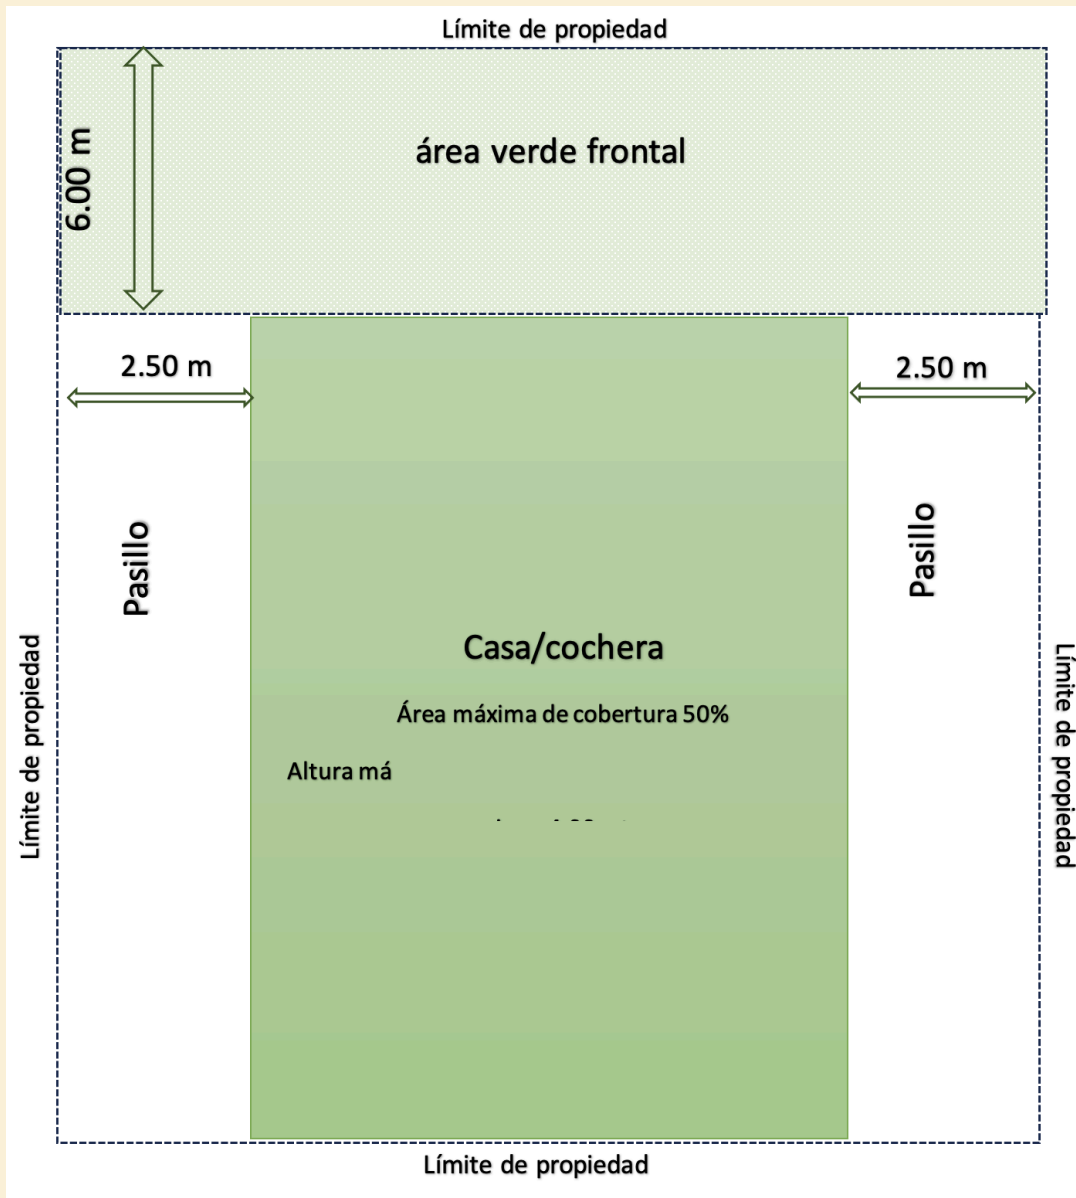 Límite de propiedad
área verde frontal
6.00 m
2.50 m
2.50 m
Pasillo
Pasillo
Casa/cochera
Área máxima de cobertura 50%
Altura má
Límite de propiedad
Límite de propiedad
Límite de propiedad